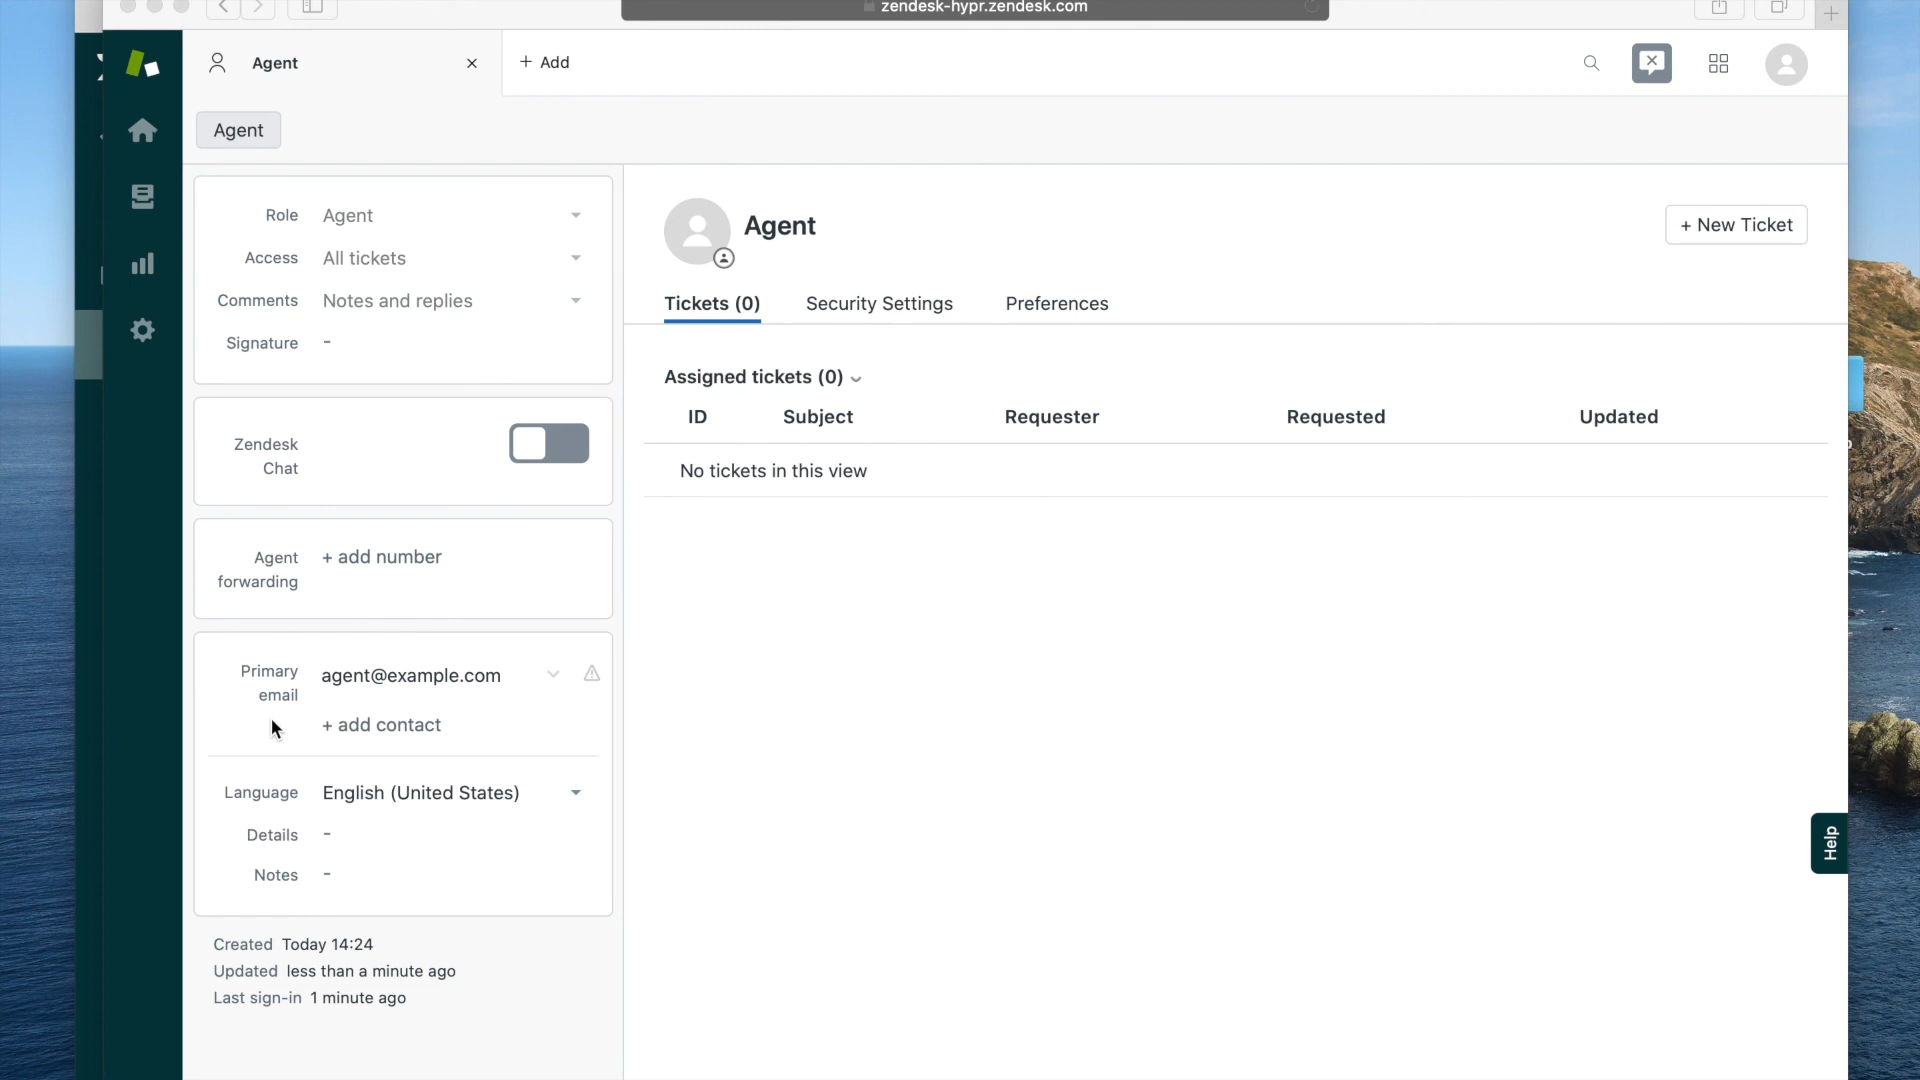 zendesk-hypr.zendesk.com
Agent
+ Add
Agent
Role Agent
Access All tickets
Comments Notes and replies
Signature -
Zendesk
Chat
Agent
forwarding
+ add number
Primary
email
agent@example.com
+ add contact
Language English (United States)
Details -
Notes -
Created Today 14:24
Updated less than a minute ago
Last sign-in 1 minute ago
Agent
+ New Ticket
Tickets (0) Security Settings Preferences
Assigned tickets (0)
ID Subject Requester Requested Updated
No tickets in this view
Help